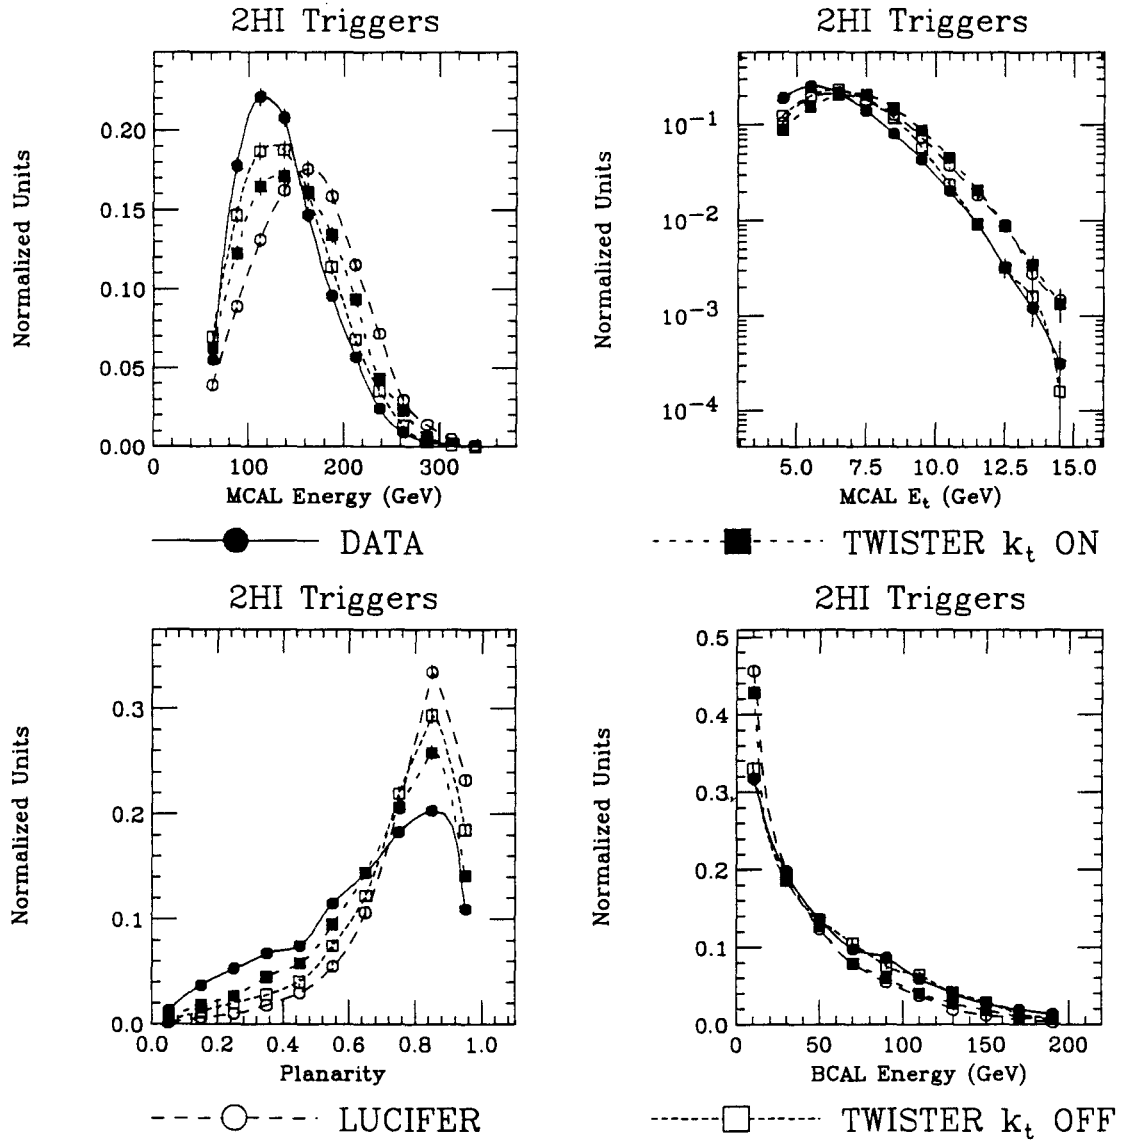 2HI Triggers
2HI Triggers
Normalized Units
0.20
0.15
0.10
0.05
0.00
0 100 200 300
MCAL Energy (GeV)
Normalized Units
10⁻¹
10⁻²
10⁻³
10⁻⁴
5.0 7.5 10.0 12.5 15.0
MCAL Eₜ (GeV)
DATA
TWISTER kₜ ON
2HI Triggers
2HI Triggers
Normalized Units
0.3
0.2
0.1
0.0
0.0 0.2 0.4 0.6 0.8 1.0
Planarity
Normalized Units
0.5
0.4
0.3
0.2
0.1
0.0
0 50 100 150 200
BCAL Energy (GeV)
LUCIFER
TWISTER kₜ OFF